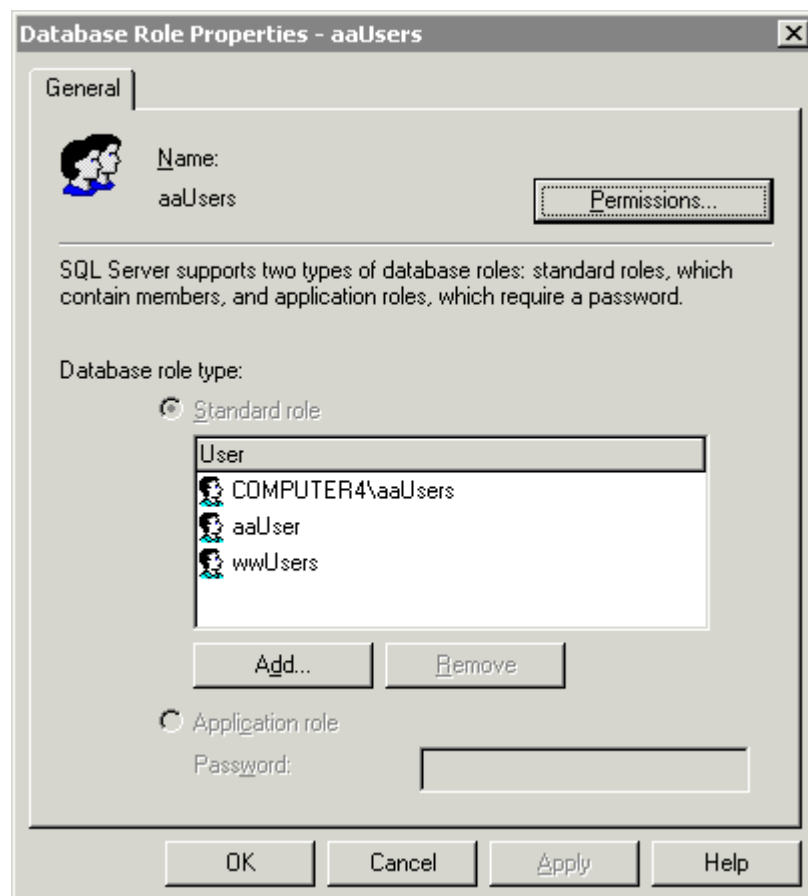 Database Role Properties - aaUsers
General
Name:
aaUsers
Permissions...
SQL Server supports two types of database roles: standard roles, which
contain members, and application roles, which require a password.
Database role type:
Standard role
User
COMPUTER4\aaUsers
aaUser
wwUsers
Add...
Remove
Application role
Password:
OK
Cancel
Apply
Help